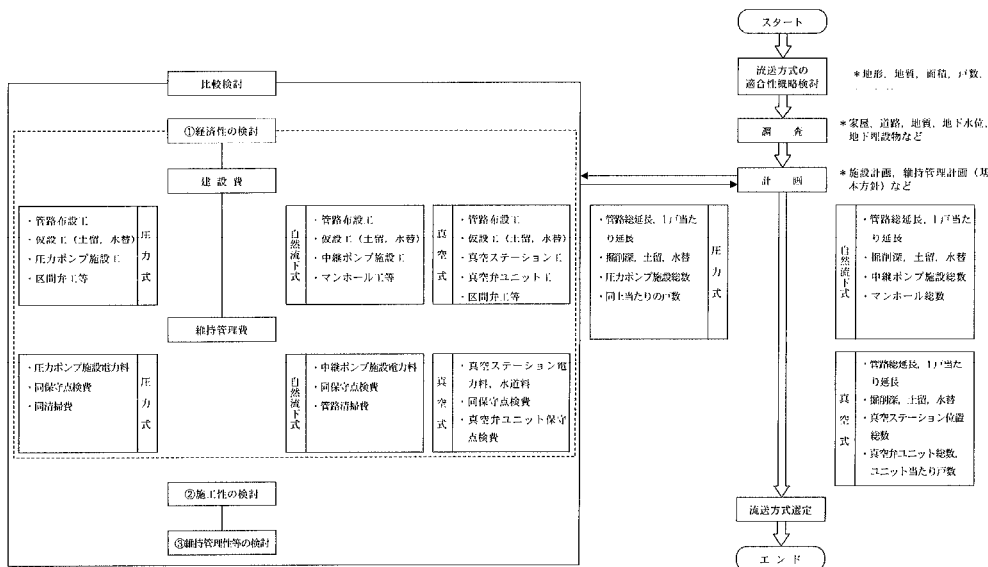 スタート
流送方式の
適合性概略検討
*地形, 地質, 面積, 戸数,
調 査
*家屋, 道路, 地質, 地下水位,
地下埋設物など
計 画
*施設計画, 維持管理計画(基
本方針)など
比較検討
①経済性の検討
建 設 費
・管路布設工
・仮設工(土留, 水替)
・圧力ポンプ施設工
・区間弁工等
圧力式
自然流下式
・管路布設工
・仮設工(土留, 水替)
・中継ポンプ施設工
・マンホール工等
真空式
・管路布設工
・仮設工(土留, 水替)
・真空ステーション工
・真空弁ユニット工
・区間弁工等
・管路総延長, 1戸当た
り延長
・掘削深, 土留, 水替
・圧力ポンプ施設総数
・同上当たりの戸数
圧力式
自然流下式
・管路総延長, 1戸当た
り延長
・掘削深, 土留, 水替
・中継ポンプ施設総数
・マンホール総数
維持管理費
・圧力ポンプ施設電力料
・同保守点検費
・同清掃費
圧力式
自然流下式
・中継ポンプ施設電力料
・同保守点検費
・管路清掃費
真空式
・真空ステーション電
力料, 水道料
・同保守点検費
・真空弁ユニット保守
点検費
真空式
・管路総延長, 1戸当た
り延長
・掘削深, 土留, 水替
・真空ステーション位置
総数
・真空弁ユニット総数,
ユニット当たり戸数
②施工性の検討
③維持管理性等の検討
流送方式選定
エンド